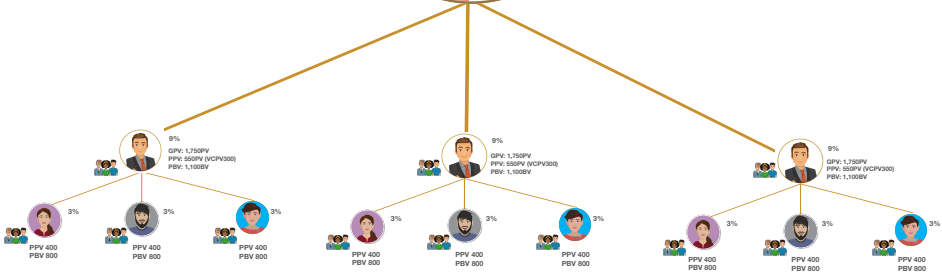 9%
GPV: 1,750PV
PPV: 550PV (VCPV300)
PBV: 1,100BV
9%
GPV: 1,750PV
PPV: 550PV (VCPV300)
PBV: 1,100BV
9%
GPV: 1,750PV
PPV: 550PV (VCPV300)
PBV: 1,100BV
3%
PPV 400
PBV 800
3%
PPV 400
PBV 800
3%
PPV 400
PBV 800
3%
PPV 400
PBV 800
3%
PPV 400
PBV 800
3%
PPV 400
PBV 800
3%
PPV 400
PBV 800
3%
PPV 400
PBV 800
3%
PPV 400
PBV 800